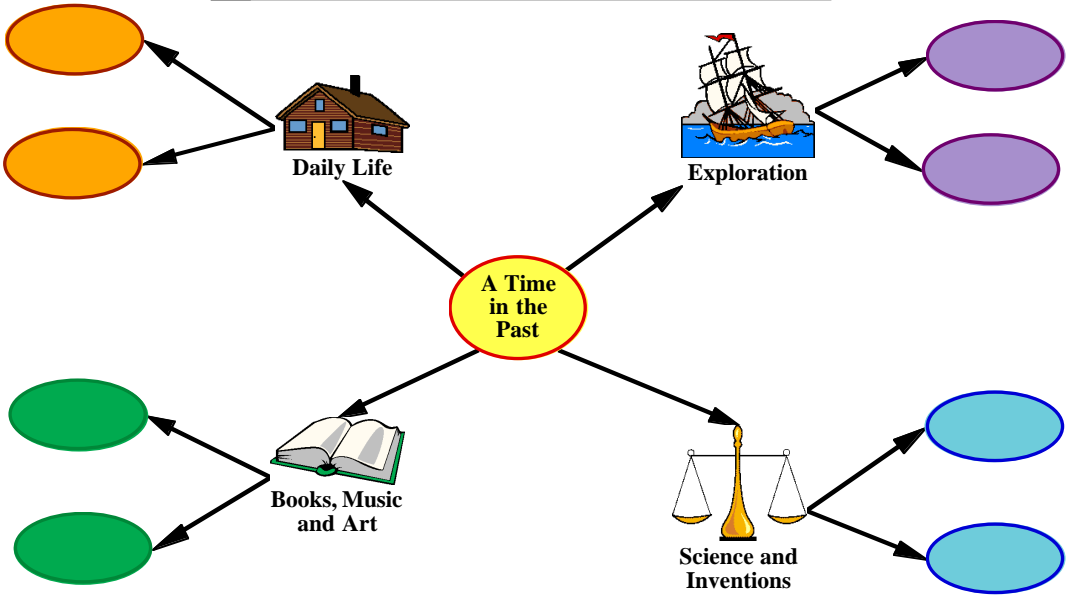 Daily Life
Exploration
A Time
in the
Past
Books, Music
and Art
Science and
Inventions